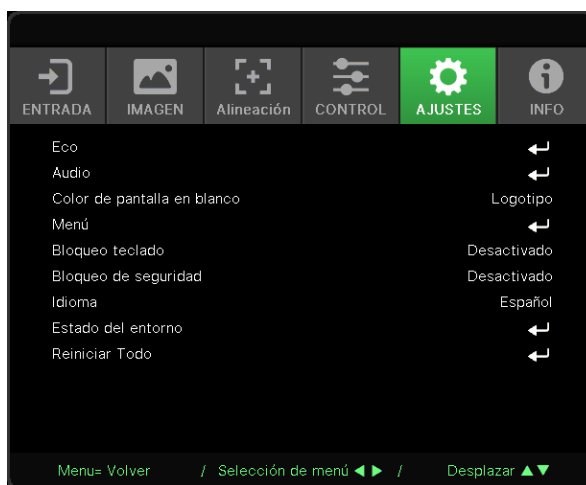 ENTRADA IMAGEN Alineación CONTROL AJUSTES INFO
Eco
Audio
Color de pantalla en blanco Logotipo
Menú
Bloqueo teclado Desactivado
Bloqueo de seguridad Desactivado
Idioma Español
Estado del entorno
Reiniciar Todo
Menu= Volver / Selección de menú ◀ ▶ / Desplazar ▲▼